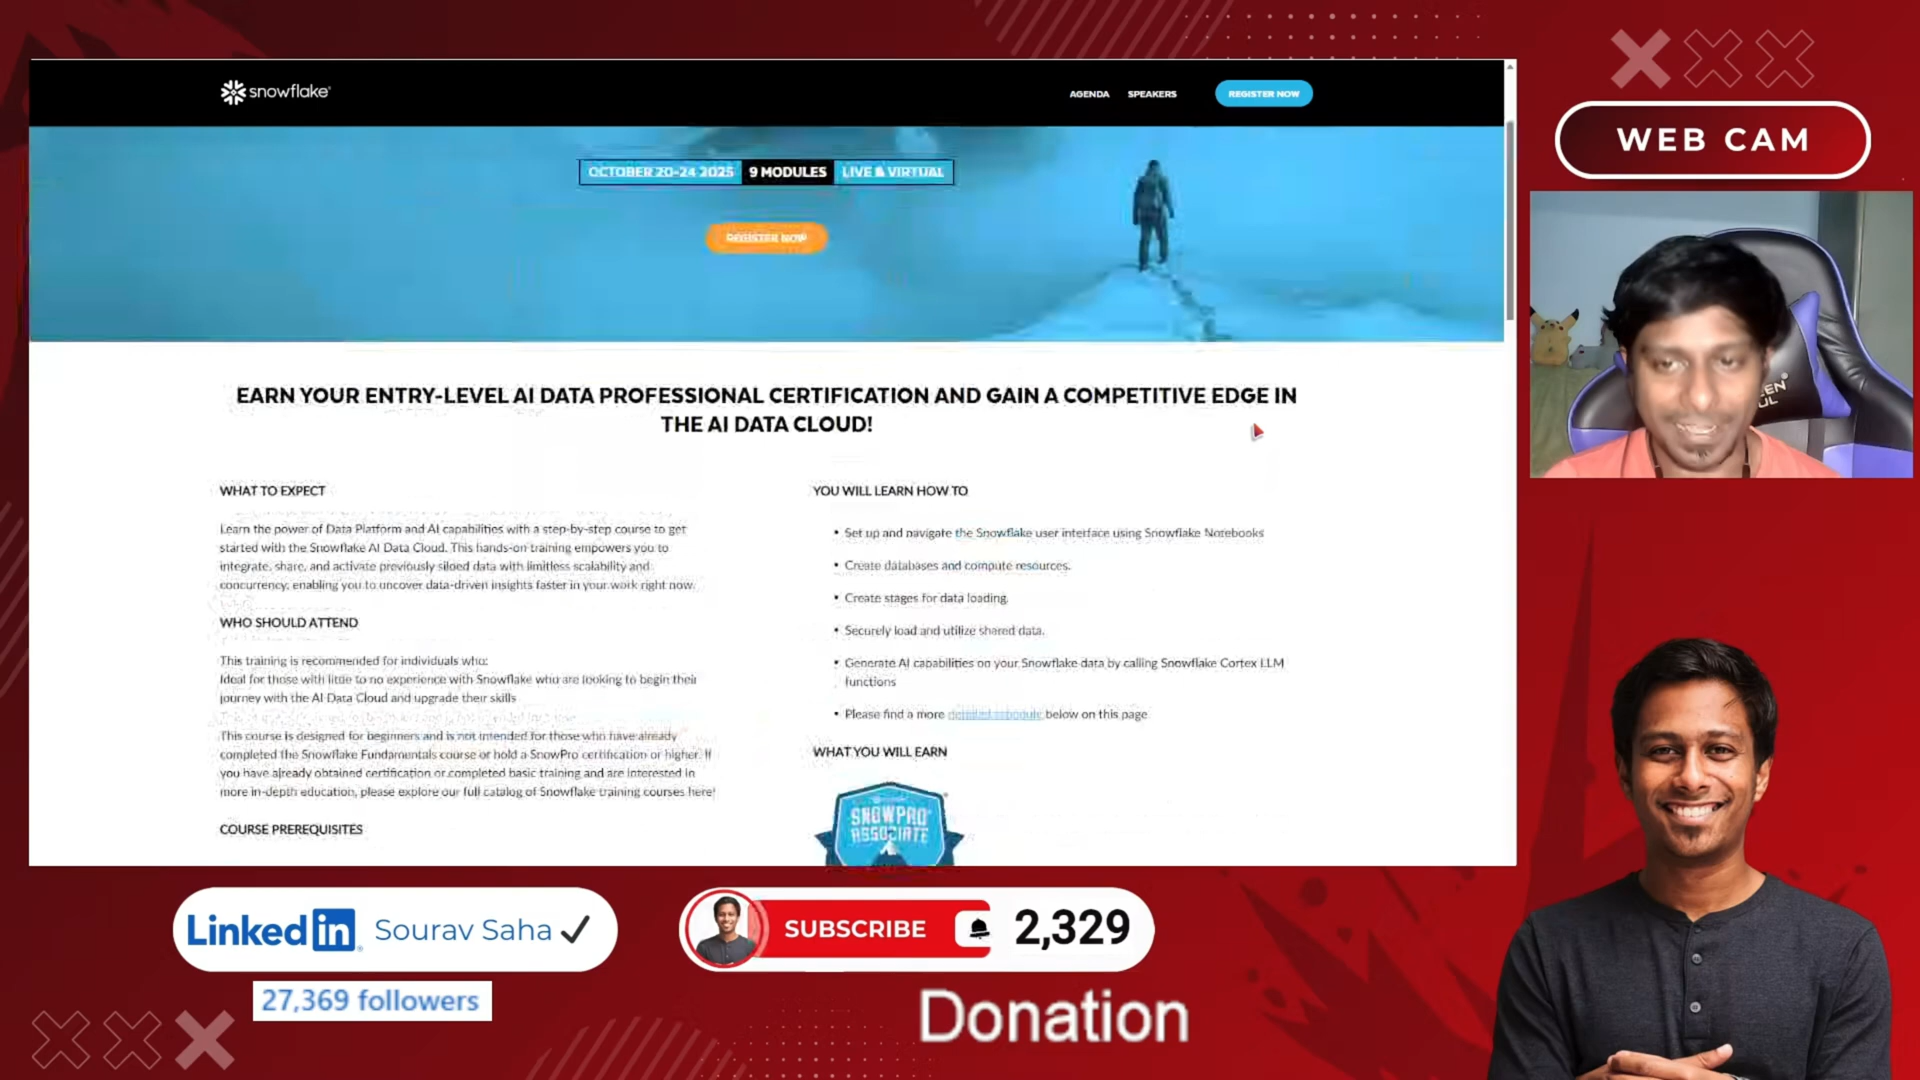 snowflake
AGENDA
SPEAKERS
REGISTER NOW
OCTOBER 20-24 2025 9 MODULES LIVE & VIRTUAL
REGISTER NOW
EARN YOUR ENTRY-LEVEL AI DATA PROFESSIONAL CERTIFICATION AND GAIN A COMPETITIVE EDGE IN
THE AI DATA CLOUD!
WHAT TO EXPECT
Learn the power of Data Platform and AI capabilities with a step-by-step course to get
started with the Snowflake AI Data Cloud. This hands-on training empowers you to
integrate, share, and activate previously siloed data with limitless scalability and
concurrency, enabling you to uncover data-driven insights faster in your work right now.
WHO SHOULD ATTEND
This training is recommended for individuals who:
Ideal for those with little to no experience with Snowflake who are looking to begin their
journey with the AI Data Cloud and upgrade their skills
This course is designed for beginners and is not intended for those who have already
completed the Snowflake Fundamentals course or hold a SnowPro certification or higher. If
you have already obtained certification or completed basic training and are interested in
more in-depth education, please explore our full catalog of Snowflake training courses here!
COURSE PREREQUISITES
YOU WILL LEARN HOW TO
• Set up and navigate the Snowflake user interface using Snowflake Notebooks
• Create databases and compute resources.
• Create stages for data loading.
• Securely load and utilize shared data.
• Generate AI capabilities on your Snowflake data by calling Snowflake Cortex LLM
functions
• Please find a more detailed schedule below on this page
WHAT YOU WILL EARN
SNOWPRO
ASSOCIATE
WEB CAM
LinkedIn Sourav Saha
27,369 followers
SUBSCRIBE
2,329
Donation